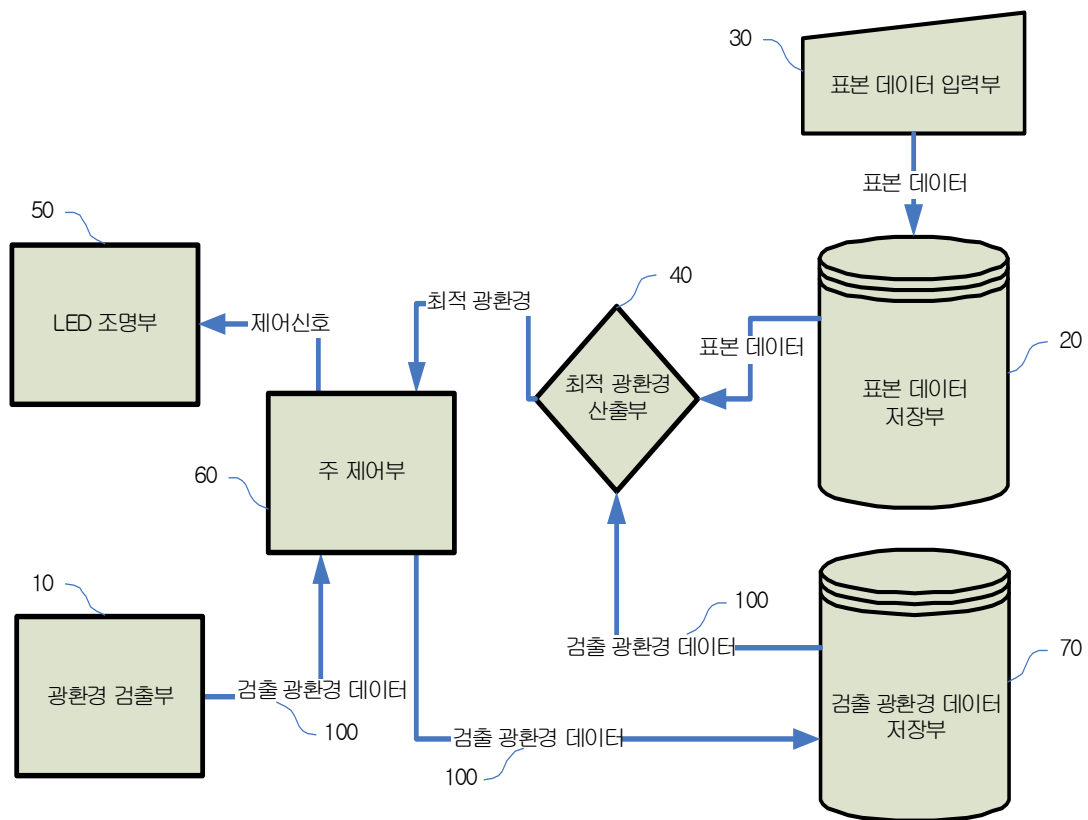 30
표본 데이터 입력부
표본 데이터
50
LED 조명부
제어신호
최적 광환경
40
최적 광환경
산출부
표본 데이터
20
표본 데이터
저장부
60
주 제어부
10
광환경 검출부
검출 광환경 데이터
100
검출 광환경 데이터
100
100
검출 광환경 데이터
70
검출 광환경 데이터
저장부